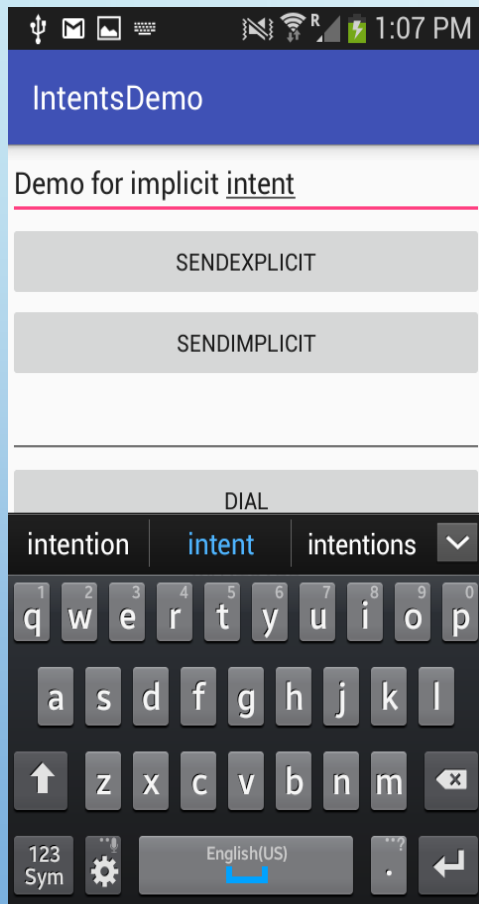 R 1:07 PM
IntentsDemo
Demo for implicit intent
SENDEXPLICIT
SENDIMPLICIT
DIAL
intention intent intentions
1 2 3 4 5 6 7 8 9 0
q w e r t y u i o p
a s d f g h j k l
z x c v b n m
123 English(US) ...?
Sym .